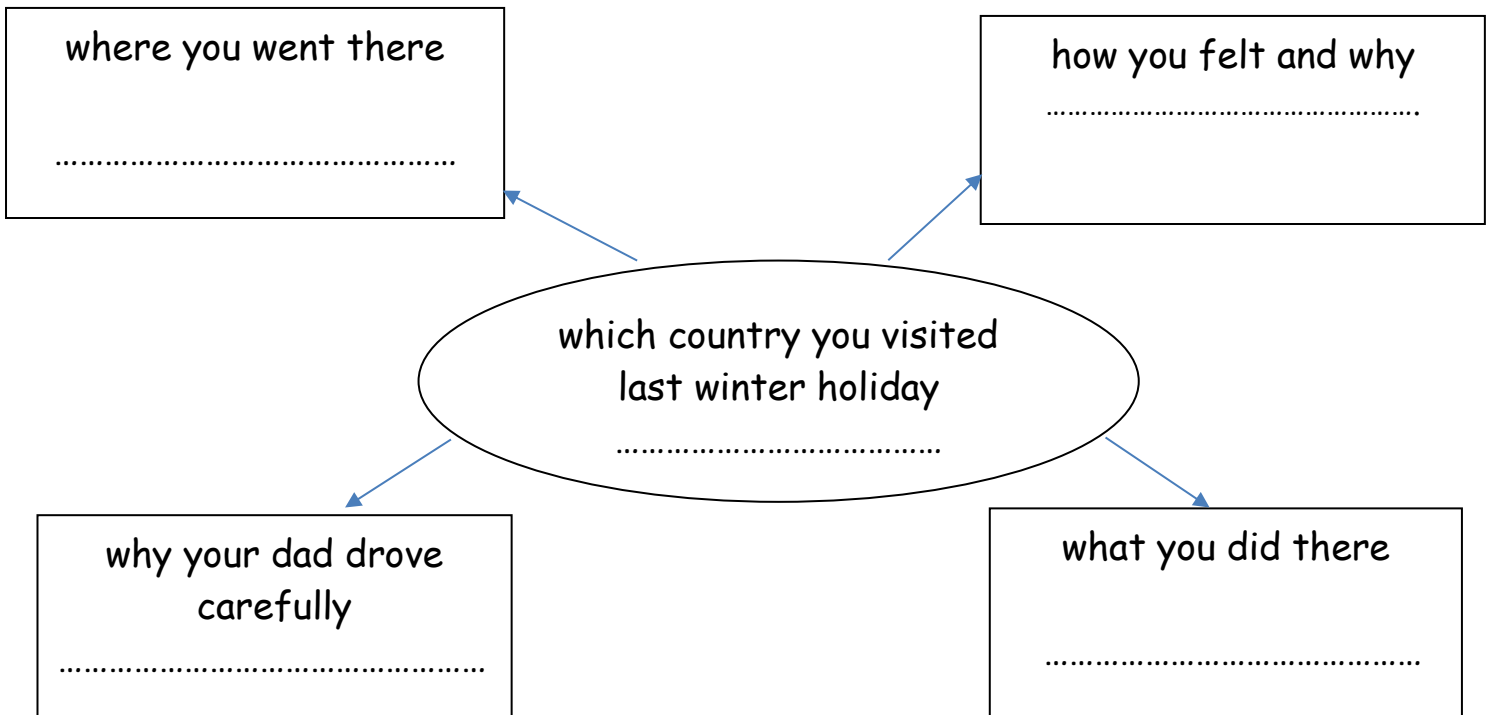 where you went there
……………………………………………
how you felt and why
…………………………………………….
which country you visited
last winter holiday
…………………………………
why your dad drove
carefully
……………………………………………
what you did there
………………………………………